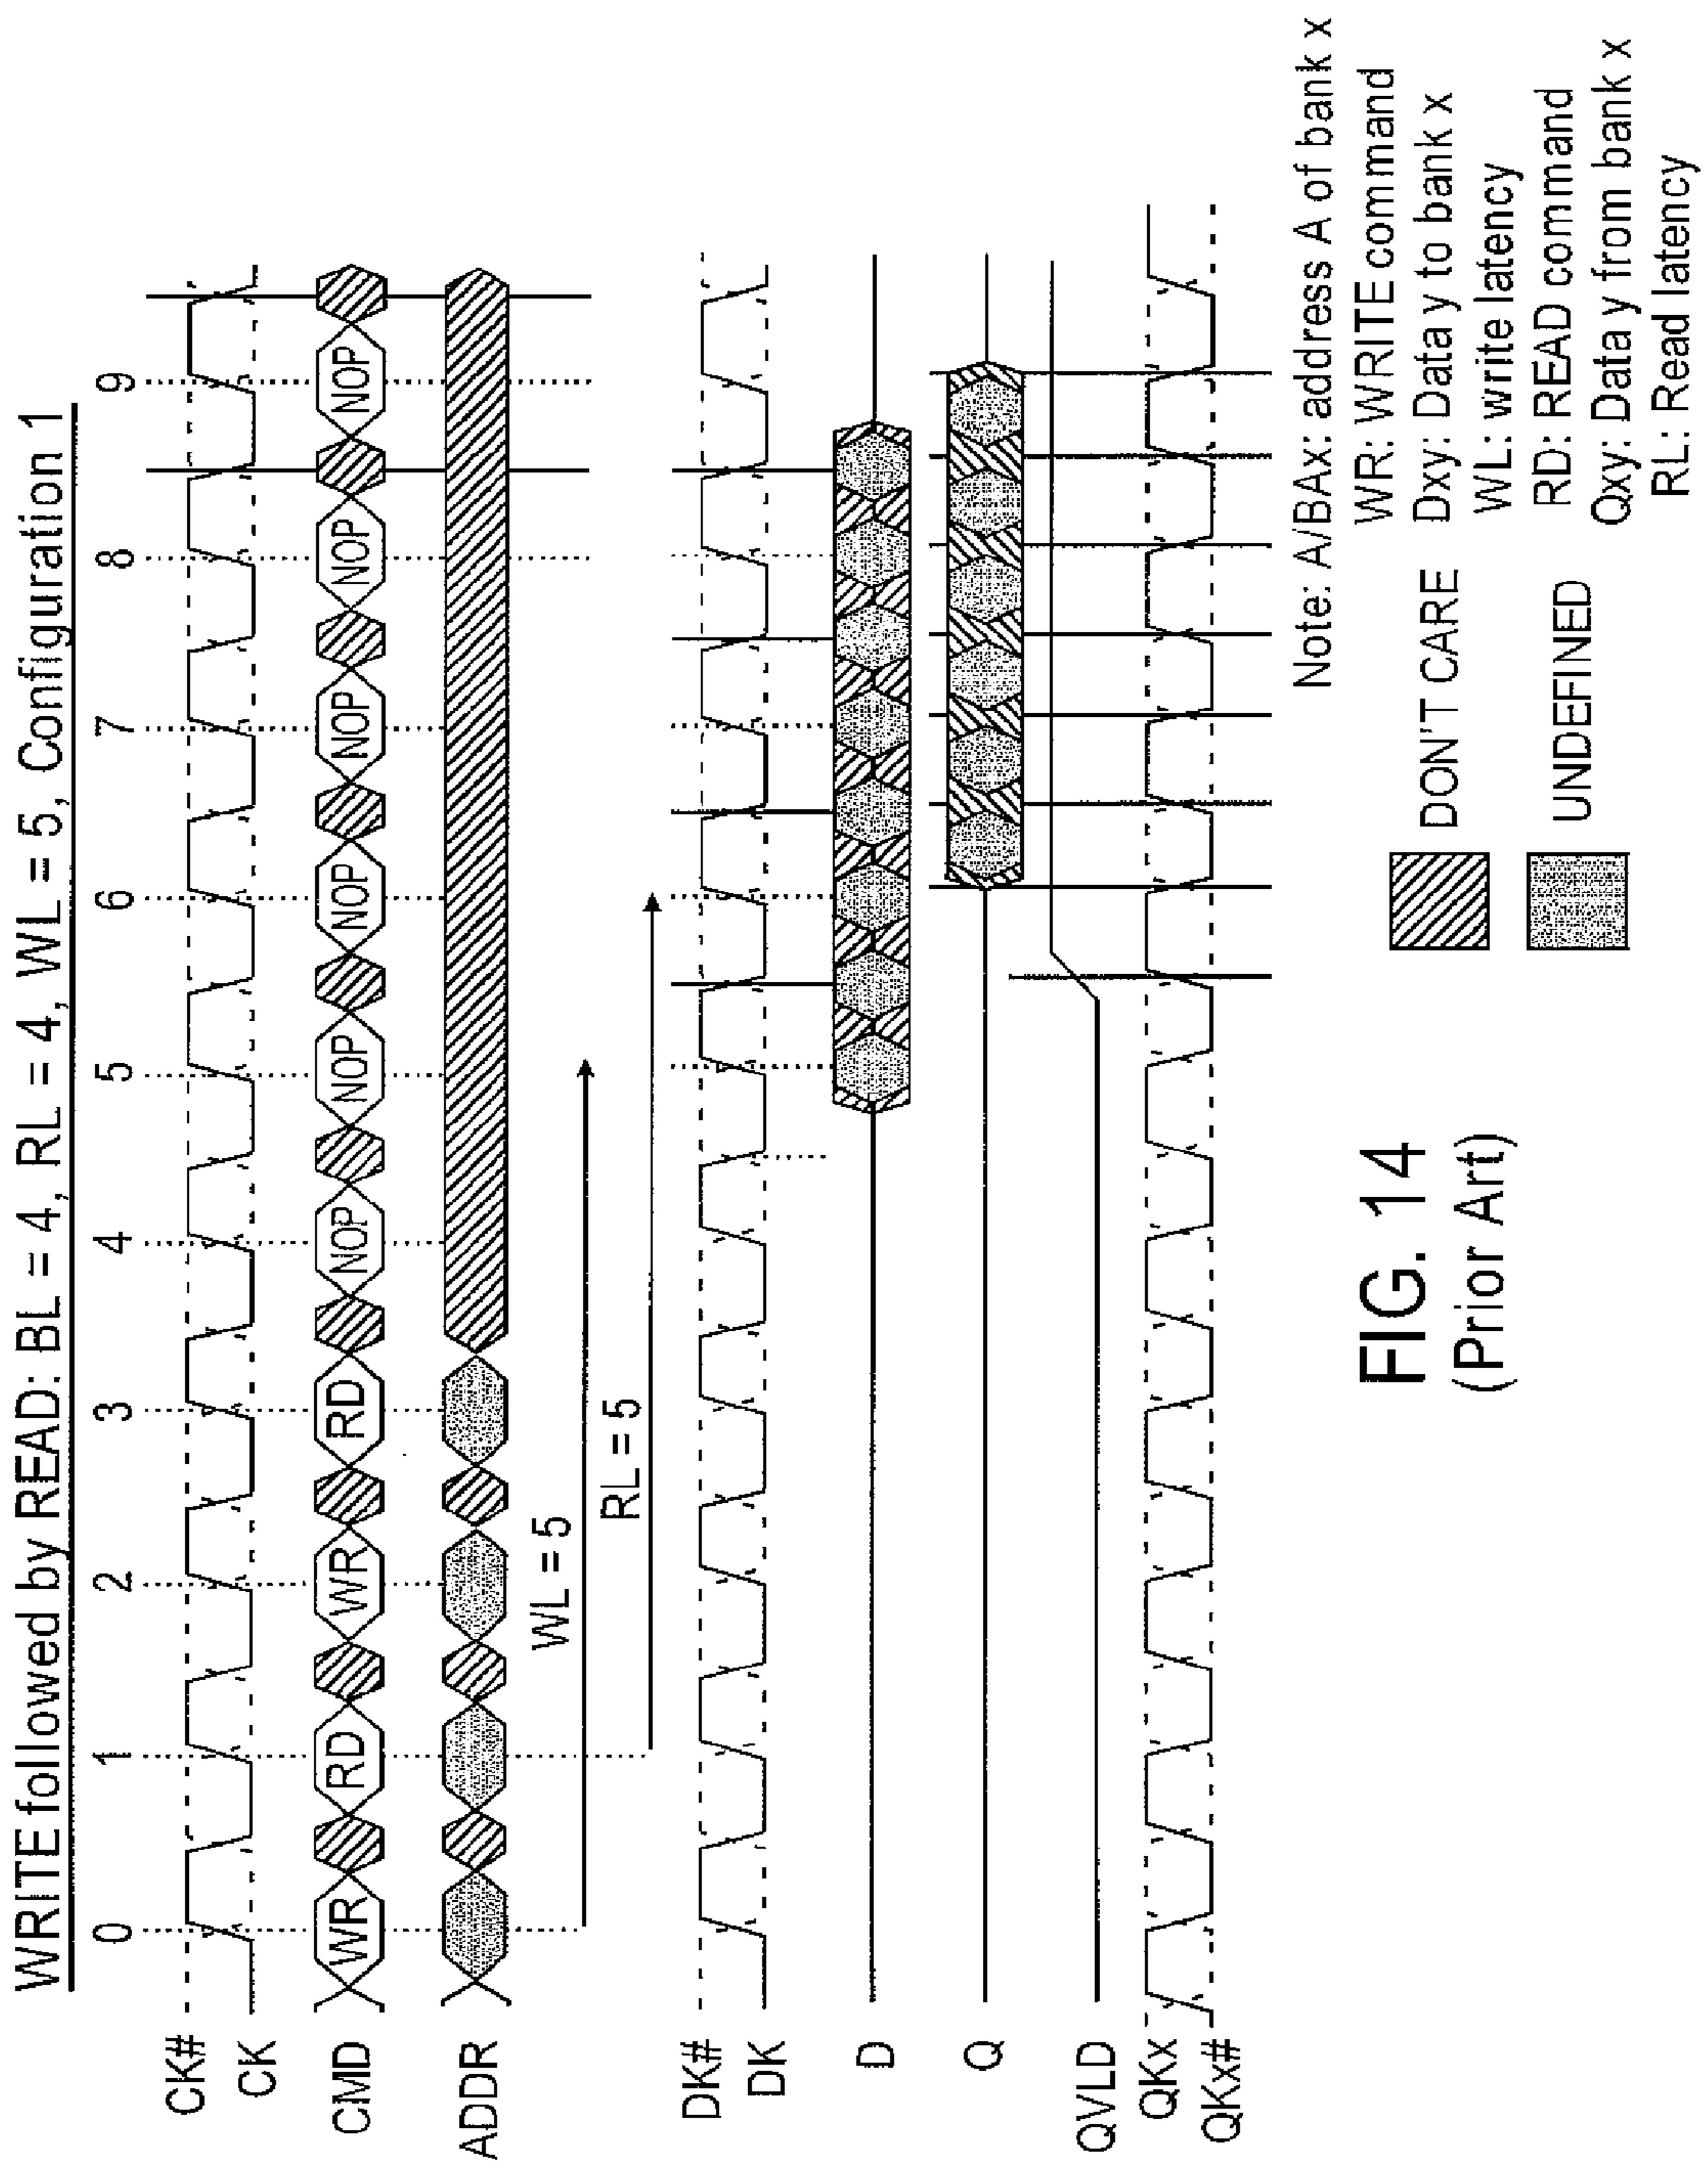 WRITE followed by READ: BL = 4, RL = 4, WL = 5, Configuration 1
0 1 2 3 4 5 6 7 8 9
CK#
CK
CMD WR RD WR RD NOP NOP NOP NOP NOP NOP
ADDR
WL = 5
RL = 5
DK#
DK
D
Q
QVLD
QKx
QKx#
Note: A/BAx: address A of bank x
WR: WRITE command
DON'T CARE
Dxy: Data y to bank x
WL: write latency
RD: READ command
UNDEFINED
Qxy: Data y from bank x
RL: Read latency
FIG. 14
(Prior Art)